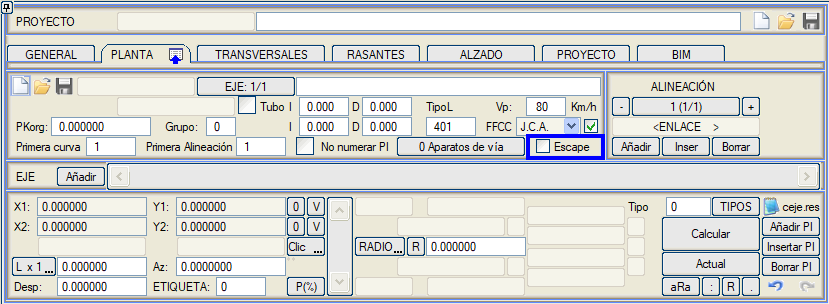 PROYECTO
GENERAL PLANTA TRANSVERSALES RASANTES ALZADO PROYECTO BIM
EJE: 1/1
Tubo I 0.000 D 0.000 TipoL Vp: 80 Km/h
PKorg: 0.000000 Grupo: 0 I 0.000 D 0.000 401 FFCC J.C.A.
Primera curva 1 Primera Alineación 1 No numerar PI 0 Aparatos de vía Escape
ALINEACIÓN
- 1 (1/1) +
<ENLACE >
Añadir Inser Borrar
EJE Añadir < >
X1: 0.000000 Y1: 0.000000 0 V Tipo 0 TIPOS ceje.res
X2: 0.000000 Y2: 0.000000 0 V Calcular Añadir PI
Clic ... RADIO... R 0.000000 Insertar PI
L x 1... 0.000000 Az: 0.0000000 Actual Borrar PI
Desp: 0.000000 ETIQUETA: 0 P(%) aRa : R .